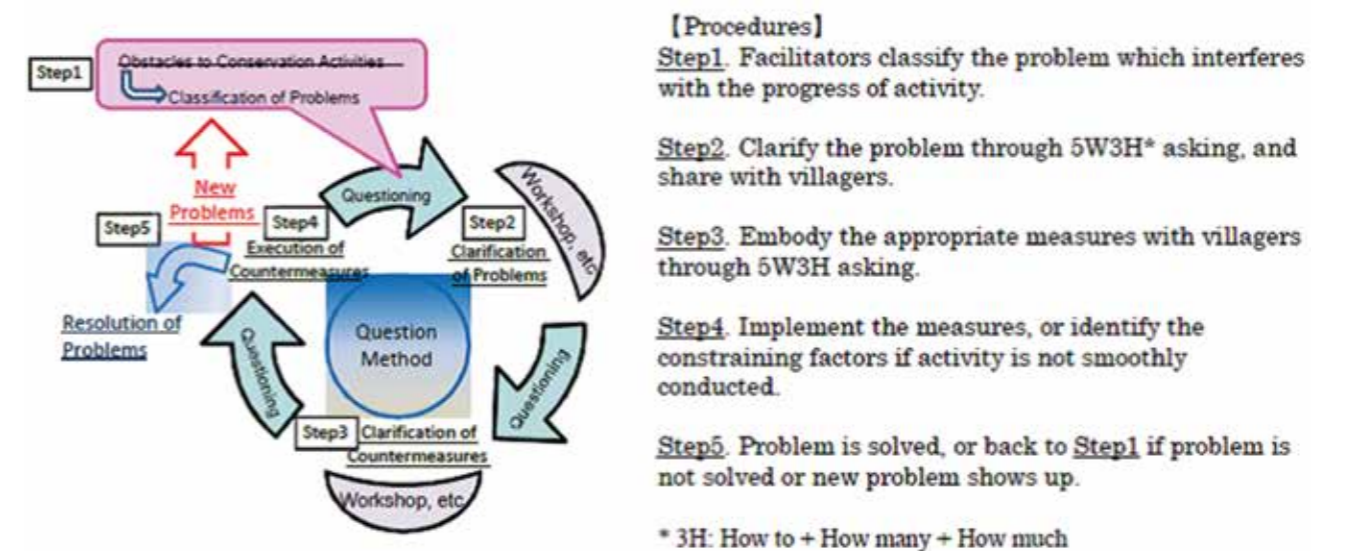 Step1
Obstacles to Conservation Activities
Classification of Problems
Questioning
Workshop, etc
New
Problems
Step5
Step4
Execution of
Countermeasures
Step2
Clarification
of Problems
Resolution of
Problems
Question
Method
Questioning
Questioning
Step3
Clarification of
Countermeasures
Workshop, etc
【Procedures】
Step1. Facilitators classify the problem which interferes
with the progress of activity.
Step2. Clarify the problem through 5W3H* asking, and
share with villagers.
Step3. Embody the appropriate measures with villagers
through 5W3H asking.
Step4. Implement the measures, or identify the
constraining factors if activity is not smoothly
conducted.
Step5. Problem is solved, or back to Step1 if problem is
not solved or new problem shows up.
* 3H: How to + How many + How much